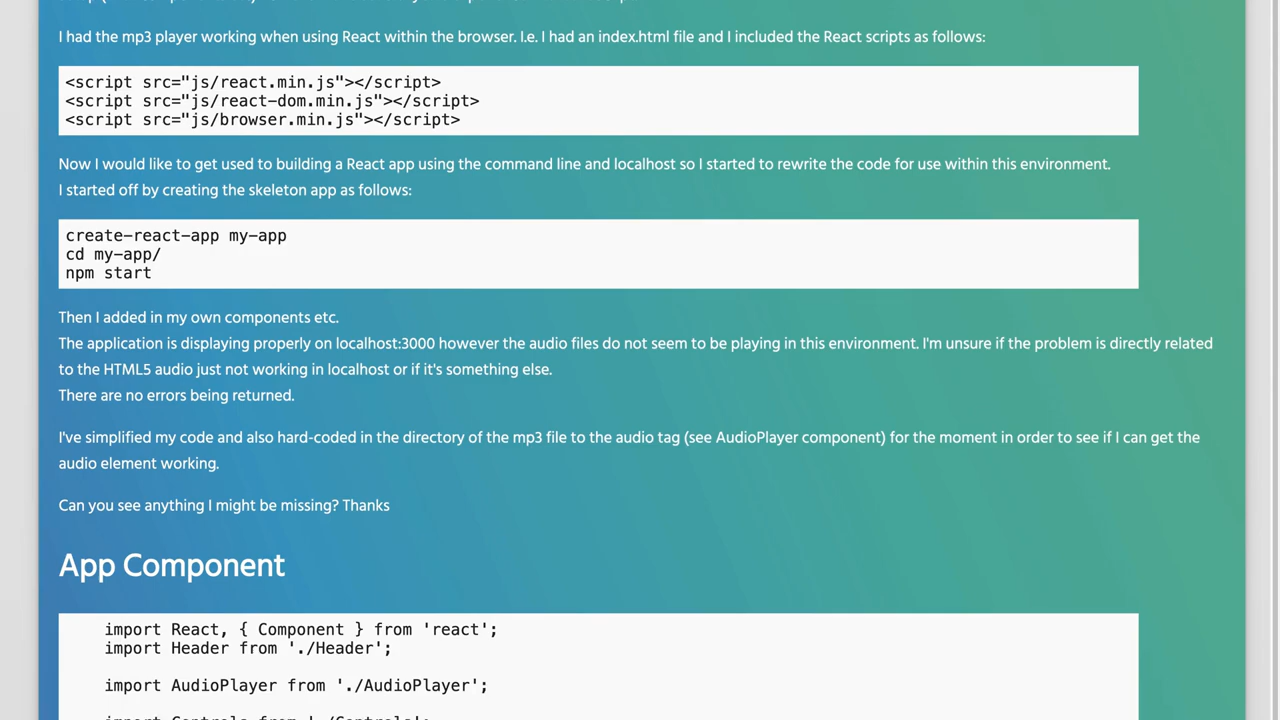 I had the mp3 player working when using React within the browser. I.e. I had an index.html file and I included the React scripts as follows:
<script src="js/react.min.js"></script>
<script src="js/react-dom.min.js"></script>
<script src="js/browser.min.js"></script>
Now I would like to get used to building a React app using the command line and localhost so I started to rewrite the code for use within this environment.
I started off by creating the skeleton app as follows:
create-react-app my-app
cd my-app/
npm start
Then I added in my own components etc.
The application is displaying properly on localhost:3000 however the audio files do not seem to be playing in this environment. I'm unsure if the problem is directly related
to the HTML5 audio just not working in localhost or if it's something else.
There are no errors being returned.
I've simplified my code and also hard-coded in the directory of the mp3 file to the audio tag (see AudioPlayer component) for the moment in order to see if I can get the
audio element working.
Can you see anything I might be missing? Thanks
App Component
import React, { Component } from 'react';
import Header from './Header';
import AudioPlayer from './AudioPlayer';
import Controls from './Controls';